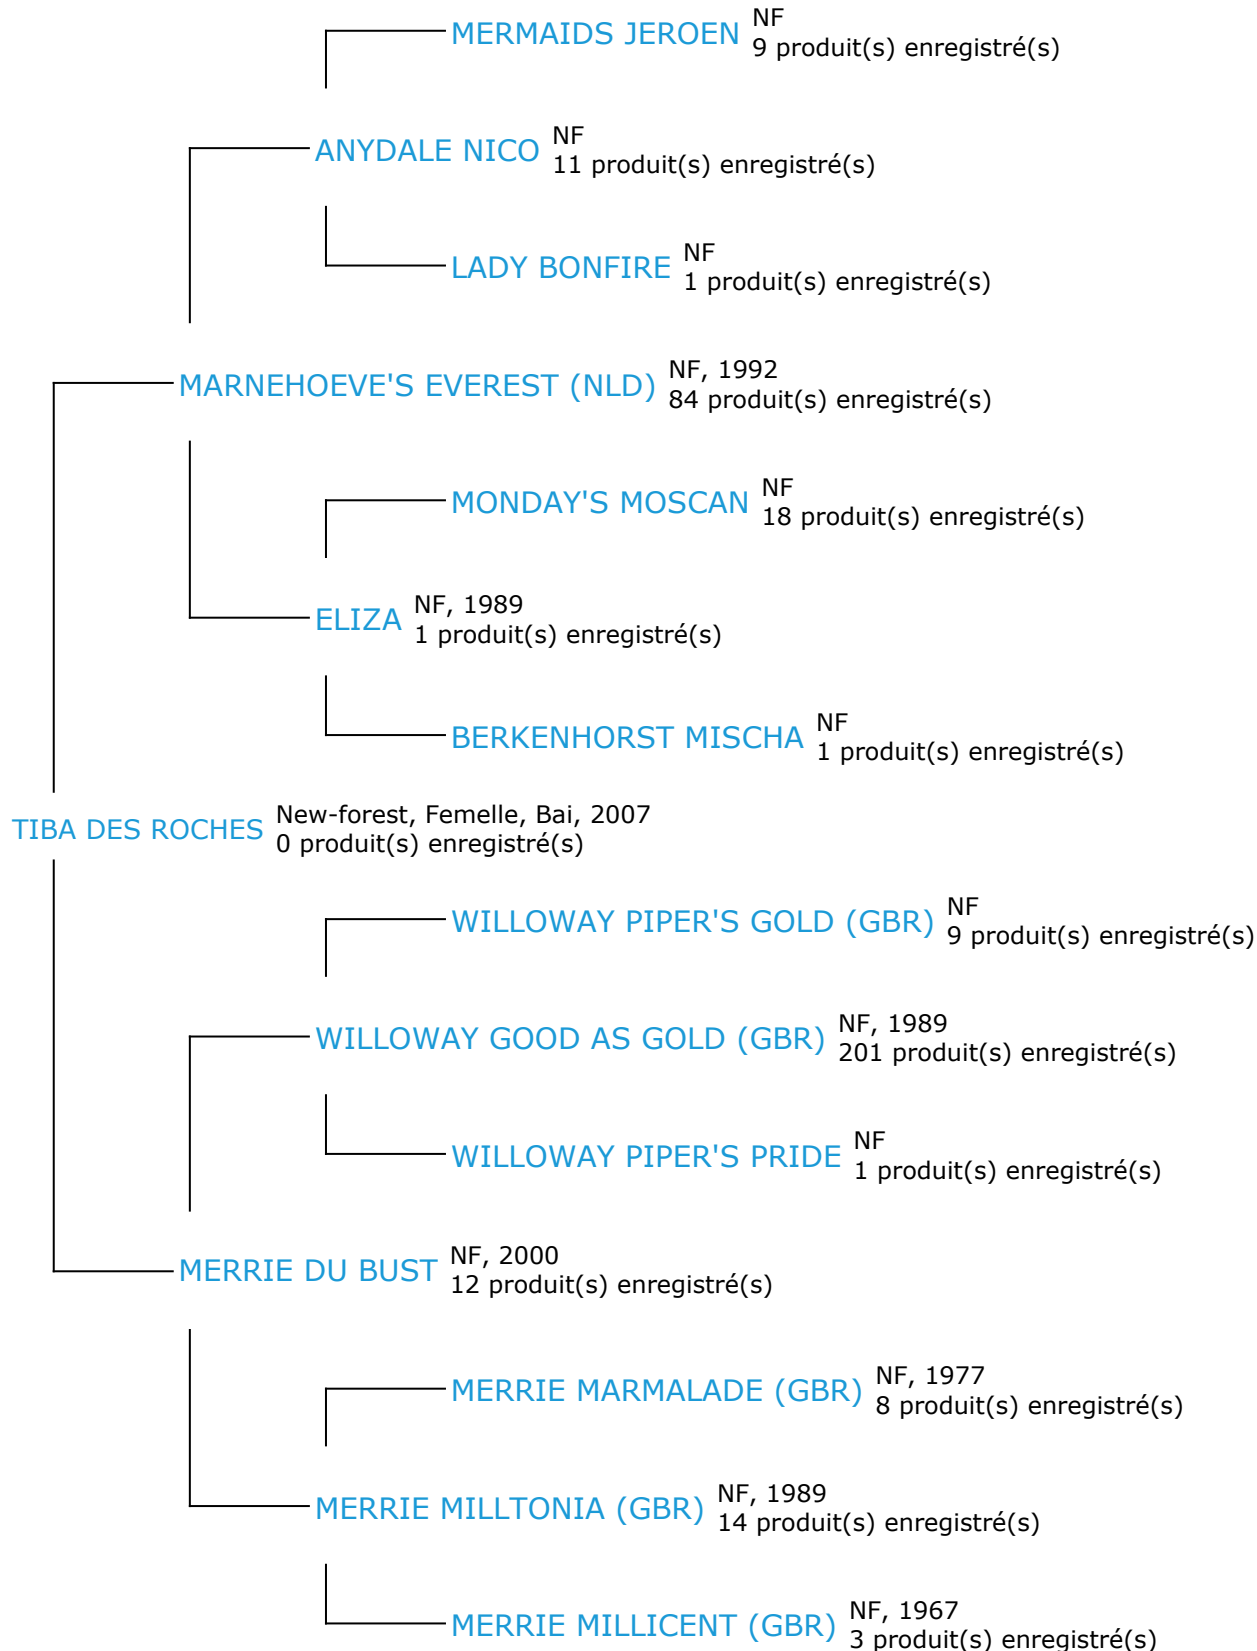 MERMAIDS JEROEN
NF
9 produit(s) enregistré(s)
ANYDALE NICO
NF
11 produit(s) enregistré(s)
LADY BONFIRE
NF
1 produit(s) enregistré(s)
MARNEHOEVE'S EVEREST (NLD)
NF, 1992
84 produit(s) enregistré(s)
MONDAY'S MOSCAN
NF
18 produit(s) enregistré(s)
ELIZA
NF, 1989
1 produit(s) enregistré(s)
BERKENHORST MISCHA
NF
1 produit(s) enregistré(s)
TIBA DES ROCHES
New-forest, Femelle, Bai, 2007
0 produit(s) enregistré(s)
WILLOWAY PIPER'S GOLD (GBR)
NF
9 produit(s) enregistré(s)
WILLOWAY GOOD AS GOLD (GBR)
NF, 1989
201 produit(s) enregistré(s)
WILLOWAY PIPER'S PRIDE
NF
1 produit(s) enregistré(s)
MERRIE DU BUST
NF, 2000
12 produit(s) enregistré(s)
MERRIE MARMALADE (GBR)
NF, 1977
8 produit(s) enregistré(s)
MERRIE MILLTONIA (GBR)
NF, 1989
14 produit(s) enregistré(s)
MERRIE MILLICENT (GBR)
NF, 1967
3 produit(s) enregistré(s)